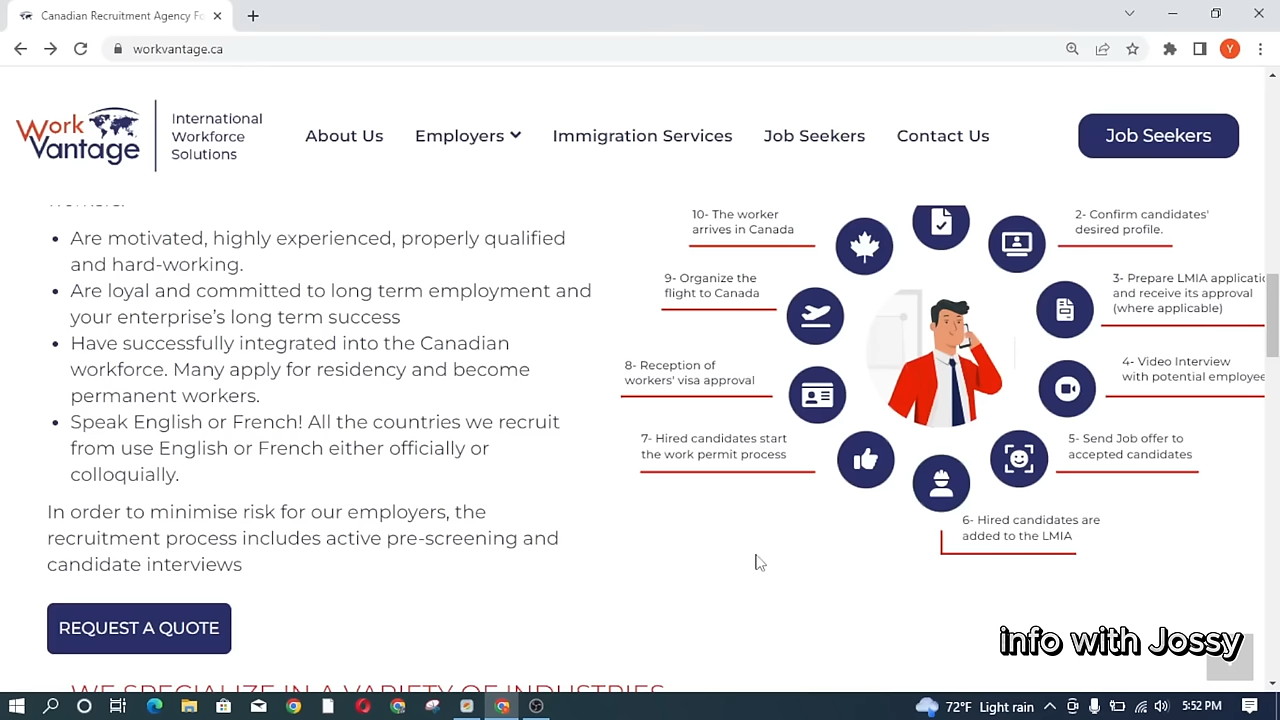 Canadian Recruitment Agency Fo
workvantage.ca
Y
Work
Vantage
International
Workforce
Solutions
About Us
Employers
Immigration Services
Job Seekers
Contact Us
Job Seekers
Are motivated, highly experienced, properly qualified
and hard-working.
Are loyal and committed to long term employment and
your enterprise's long term success
Have successfully integrated into the Canadian
workforce. Many apply for residency and become
permanent workers.
Speak English or French! All the countries we recruit
from use English or French either officially or
colloquially.
In order to minimise risk for our employers, the
recruitment process includes active pre-screening and
candidate interviews
REQUEST A QUOTE
WE SPECIALIZE IN A VARIETY OF INDUSTRIES
10- The worker
arrives in Canada
2- Confirm candidates'
desired profile.
9- Organize the
flight to Canada
3- Prepare LMIA applicatio
and receive its approval
(where applicable)
8- Reception of
workers' visa approval
4- Video Interview
with potential employee
7- Hired candidates start
the work permit process
5- Send Job offer to
accepted candidates
6- Hired candidates are
added to the LMIA
info with Jossy
72°F Light rain
5:52 PM